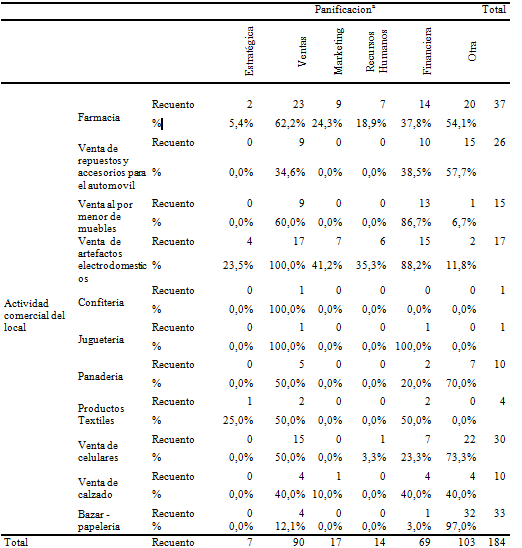 Panificacionª Total
Estratégica Ventas Marketing Recursos Humanos Financiera Otra
Actividad comercial del local
Farmacia Recuento 2 23 9 7 14 20 37
% 5,4% 62,2% 24,3% 18,9% 37,8% 54,1%
Venta de repuestos y accesorios para el automovil Recuento 0 9 0 0 10 15 26
% 0,0% 34,6% 0,0% 0,0% 38,5% 57,7%
Venta al por menor de muebles Recuento 0 9 0 0 13 1 15
% 0,0% 60,0% 0,0% 0,0% 86,7% 6,7%
Venta de artefactos electrodomestic os Recuento 4 17 7 6 15 2 17
% 23,5% 100,0% 41,2% 35,3% 88,2% 11,8%
Confiteria Recuento 0 1 0 0 0 0 1
% 0,0% 100,0% 0,0% 0,0% 0,0% 0,0%
Jugueteria Recuento 0 1 0 0 1 0 1
% 0,0% 100,0% 0,0% 0,0% 100,0% 0,0%
Panaderia Recuento 0 5 0 0 2 7 10
% 0,0% 50,0% 0,0% 0,0% 20,0% 70,0%
Productos Textiles Recuento 1 2 0 0 2 0 4
% 25,0% 50,0% 0,0% 0,0% 50,0% 0,0%
Venta de celulares Recuento 0 15 0 1 7 22 30
% 0,0% 50,0% 0,0% 3,3% 23,3% 73,3%
Venta de calzado Recuento 0 4 1 0 4 4 10
% 0,0% 40,0% 10,0% 0,0% 40,0% 40,0%
Bazar - papeleria Recuento 0 4 0 0 1 32 33
% 0,0% 12,1% 0,0% 0,0% 3,0% 97,0%
Total Recuento 7 90 17 14 69 103 184